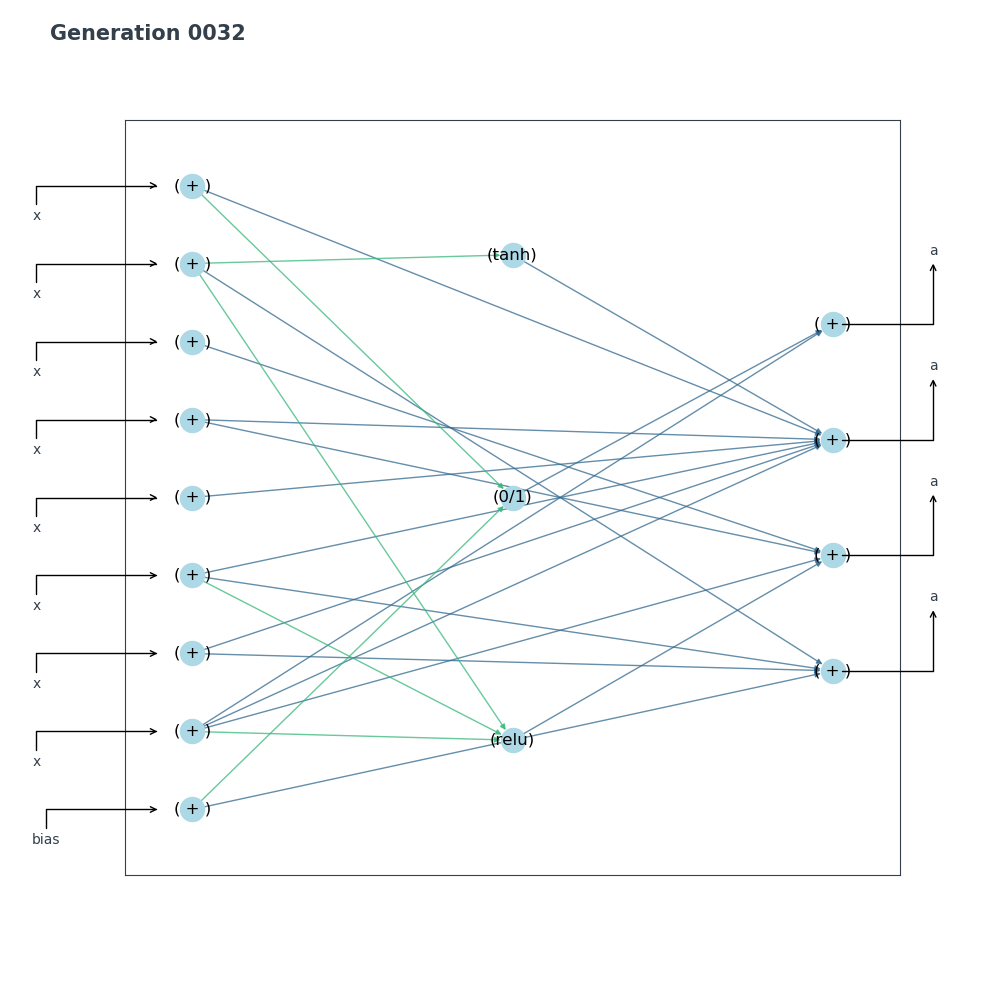 Generation 0032
( + )
x
( + )
(tanh)
a
x
( + )
( + )
x
a
( + )
( + )
x
a
( + )
(0/1)
x
( + )
( + )
a
x
( + )
( + )
x
( + )
(relu)
x
( + )
bias